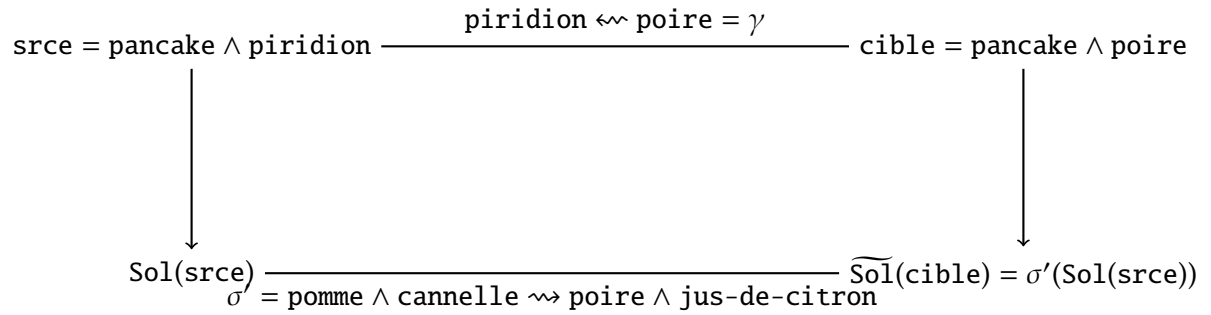 piridion ↭ poire = γ
srce = pancake ∧ piridion
cible = pancake ∧ poire
Sol(srce)
S̃ol(cible) = σ′(Sol(srce))
σ′ = pomme ∧ cannelle ⇝ poire ∧ jus-de-citron